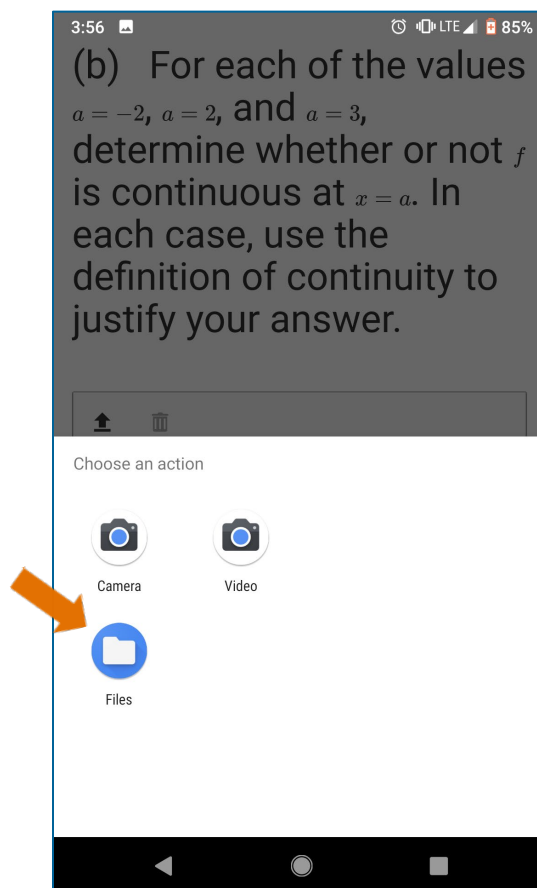 3:56 LTE 85%
(b) For each of the values
a = −2, a = 2, and a = 3,
determine whether or not f
is continuous at x = a. In
each case, use the
definition of continuity to
justify your answer.
Choose an action
Camera Video
Files